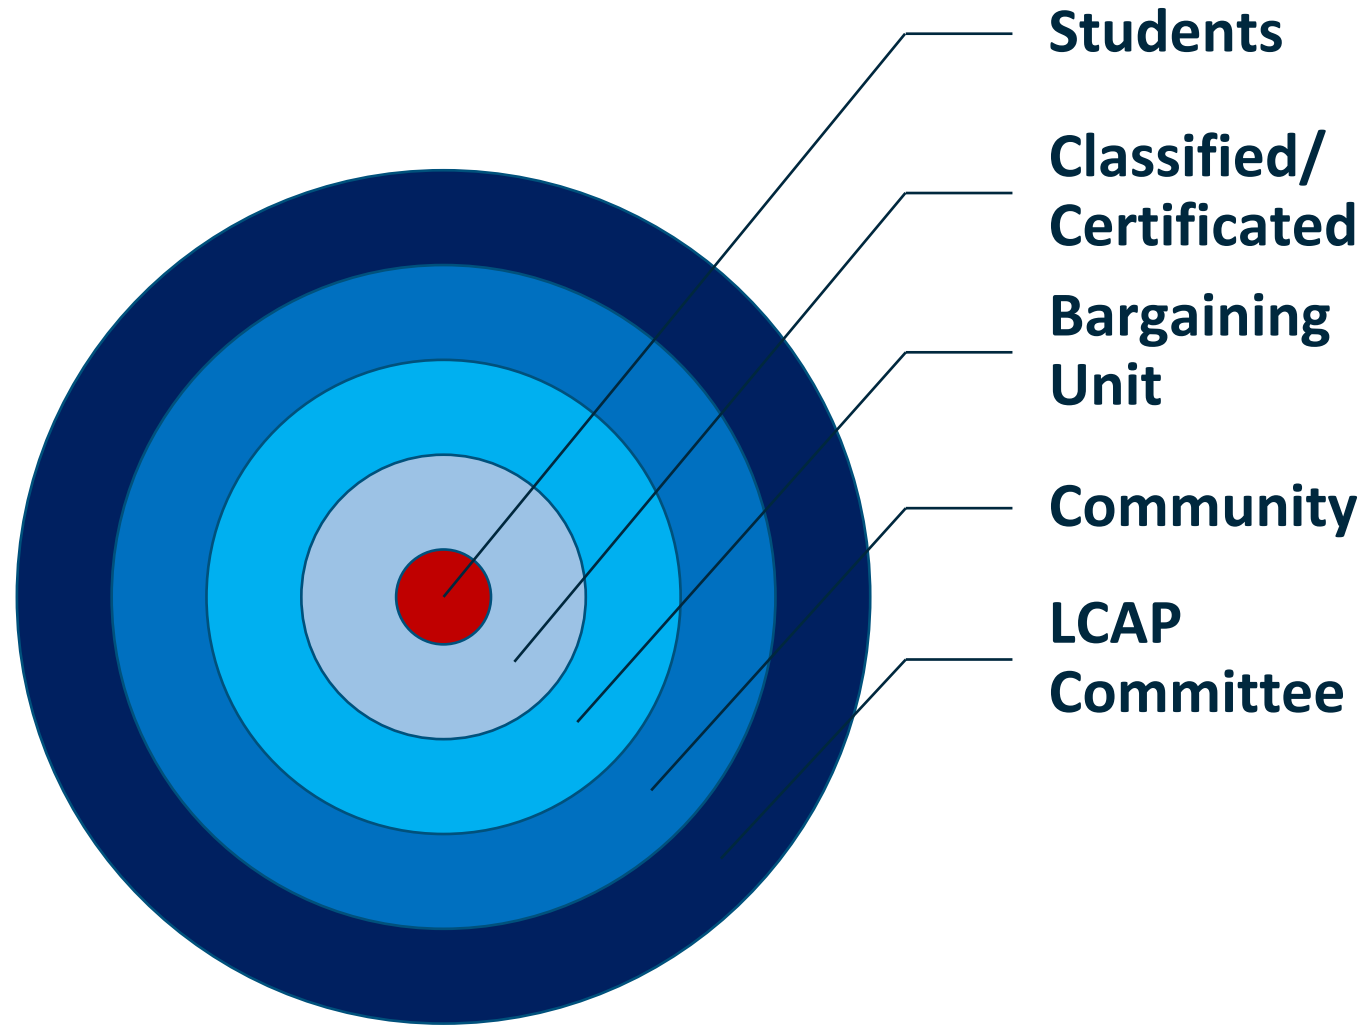 Students
Classified/
Certificated
Bargaining
Unit
Community
LCAP
Committee